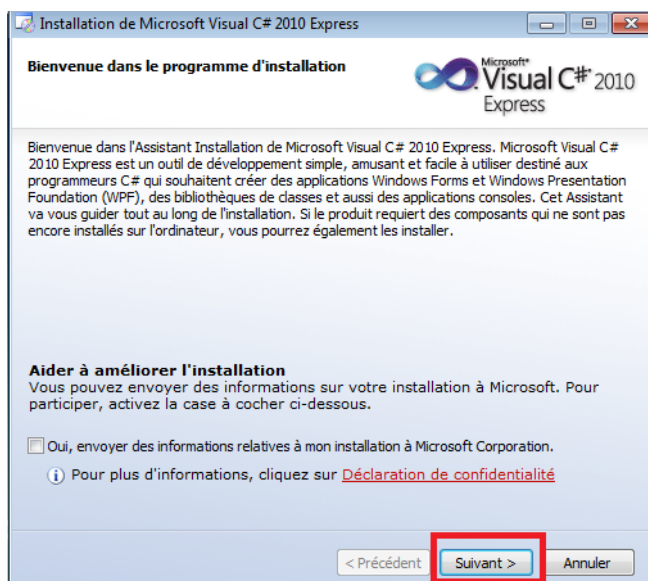 Installation de Microsoft Visual C# 2010 Express
Bienvenue dans le programme d'installation
Microsoft®
Visual C#® 2010
Express
Bienvenue dans l'Assistant Installation de Microsoft Visual C# 2010 Express. Microsoft Visual C#
2010 Express est un outil de développement simple, amusant et facile à utiliser destiné aux
programmeurs C# qui souhaitent créer des applications Windows Forms et Windows Presentation
Foundation (WPF), des bibliothèques de classes et aussi des applications consoles. Cet Assistant
va vous guider tout au long de l'installation. Si le produit requiert des composants qui ne sont pas
encore installés sur l'ordinateur, vous pourrez également les installer.
Aider à améliorer l'installation
Vous pouvez envoyer des informations sur votre installation à Microsoft. Pour
participer, activez la case à cocher ci-dessous.
Oui, envoyer des informations relatives à mon installation à Microsoft Corporation.
Pour plus d'informations, cliquez sur Déclaration de confidentialité
< Précédent Suivant > Annuler